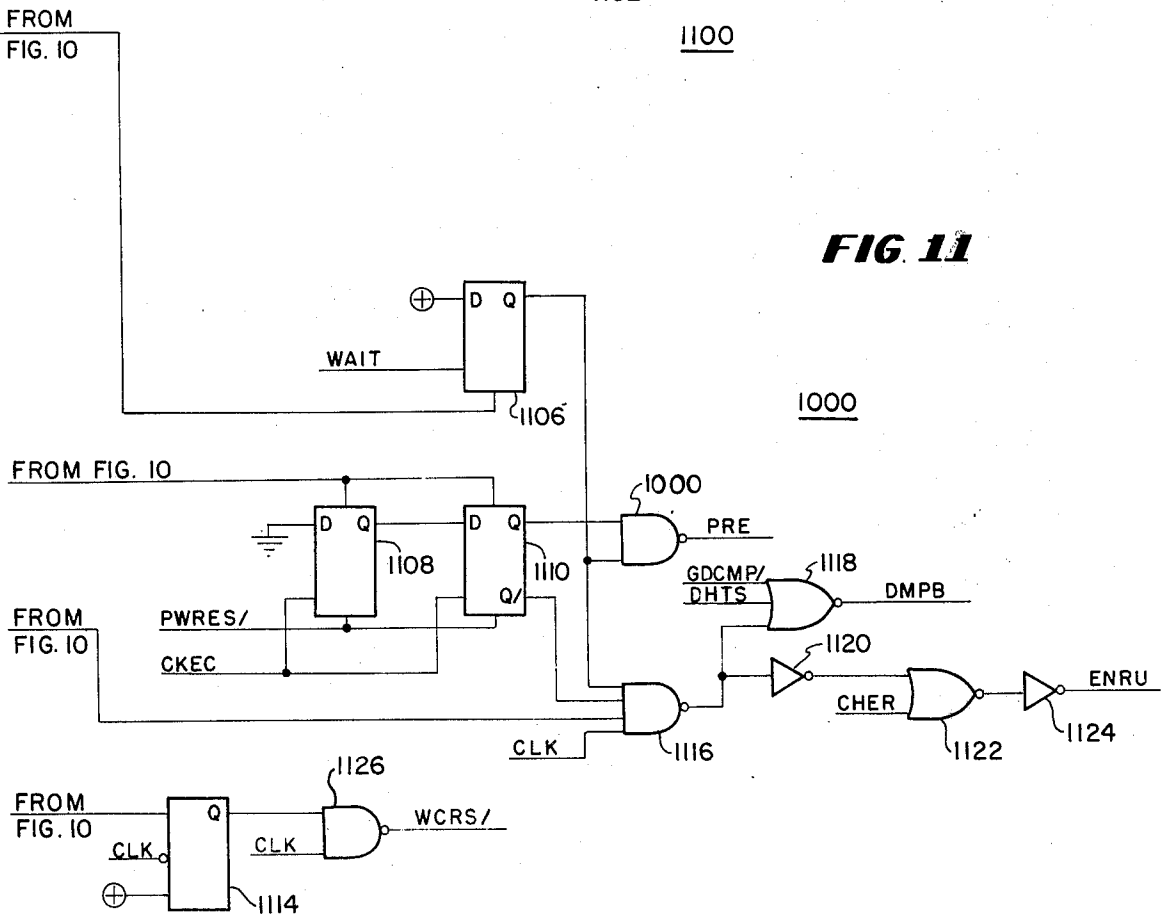 FROM
FIG. 10
1100
FIG. 11
D Q
WAIT
1106
1000
FROM FIG. 10
1000
D Q
D Q
PRE
1108
1110
1118
GDCMP/
DHTS
DMPB
Q/
FROM
FIG. 10
PWRES/
1120
CKEC
ENRU
CHER
CLK
1116
1122
1124
1126
FROM
FIG. 10
Q
WCRS/
CLK
CLK
1114